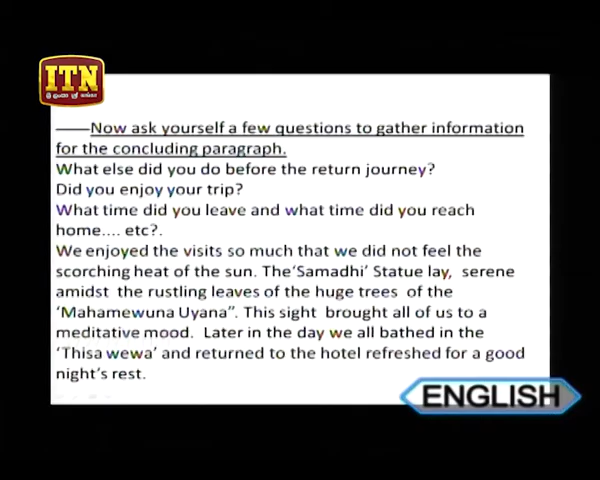 ITN
ශ්‍රී ලංකා
——Now ask yourself a few questions to gather information
for the concluding paragraph.
What else did you do before the return journey?
Did you enjoy your trip?
What time did you leave and what time did you reach
home.... etc?.
We enjoyed the visits so much that we did not feel the
scorching heat of the sun. The‘Samadhi’ Statue lay,  serene
amidst  the rustling leaves of the huge trees  of the
‘Mahamewuna Uyana”. This sight  brought all of us to a
meditative mood.  Later in the day we all bathed in the
‘Thisa wewa’ and returned to the hotel refreshed for a good
night’s rest.
ENGLISH